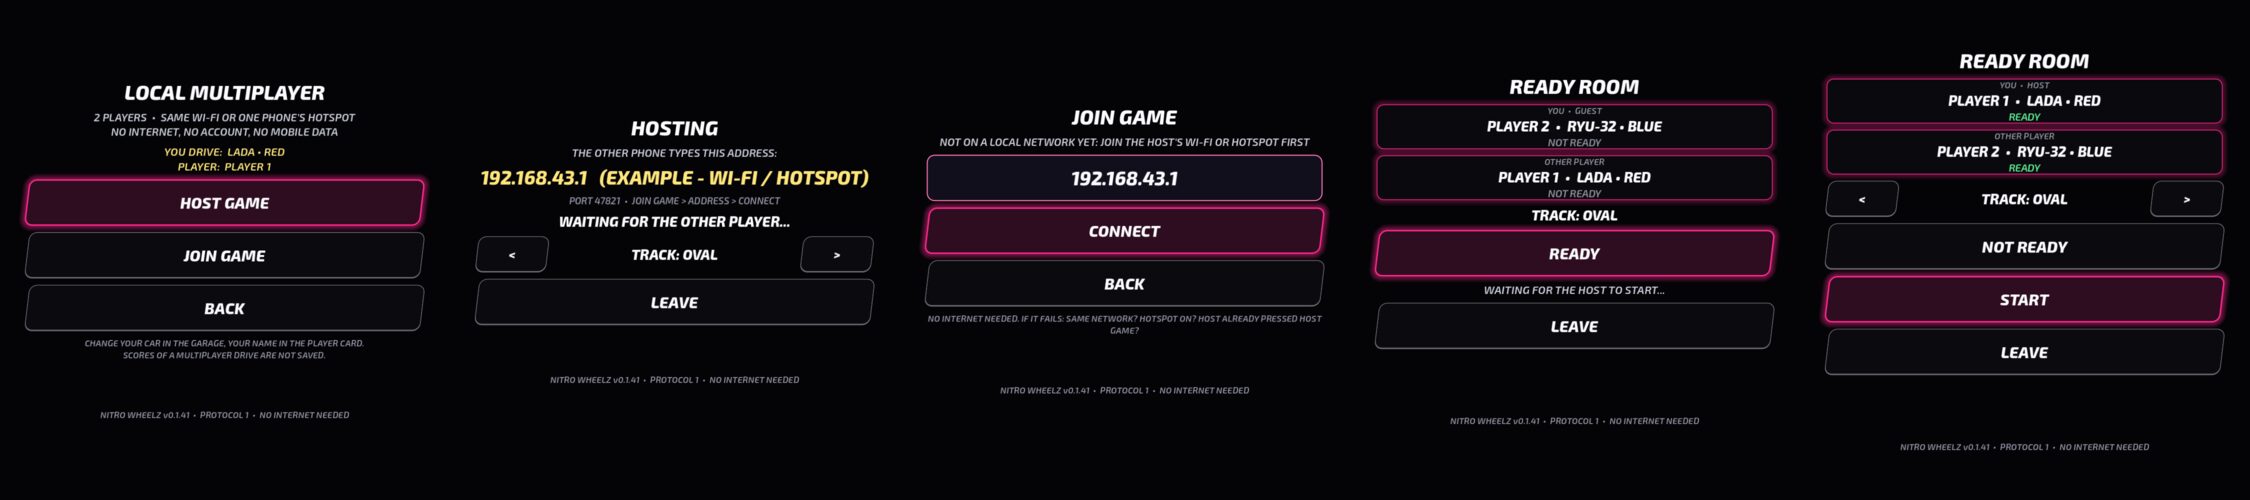 LOCAL MULTIPLAYER
2 PLAYERS • SAME WI-FI OR ONE PHONE'S HOTSPOT
NO INTERNET, NO ACCOUNT, NO MOBILE DATA
YOU DRIVE: LADA • RED
PLAYER: PLAYER 1
HOST GAME
JOIN GAME
BACK
CHANGE YOUR CAR IN THE GARAGE, YOUR NAME IN THE PLAYER CARD.
SCORES OF A MULTIPLAYER DRIVE ARE NOT SAVED.
NITRO WHEELZ v0.1.41 • PROTOCOL 1 • NO INTERNET NEEDED
HOSTING
THE OTHER PHONE TYPES THIS ADDRESS:
192.168.43.1 (EXAMPLE - WI-FI / HOTSPOT)
PORT 47821 • JOIN GAME > ADDRESS > CONNECT
WAITING FOR THE OTHER PLAYER...
< TRACK: OVAL >
LEAVE
NITRO WHEELZ v0.1.41 • PROTOCOL 1 • NO INTERNET NEEDED
JOIN GAME
NOT ON A LOCAL NETWORK YET: JOIN THE HOST'S WI-FI OR HOTSPOT FIRST
192.168.43.1
CONNECT
BACK
NO INTERNET NEEDED. IF IT FAILS: SAME NETWORK? HOTSPOT ON? HOST ALREADY PRESSED HOST
GAME?
NITRO WHEELZ v0.1.41 • PROTOCOL 1 • NO INTERNET NEEDED
READY ROOM
YOU • GUEST
PLAYER 2 • RYU-32 • BLUE
NOT READY
OTHER PLAYER
PLAYER 1 • LADA • RED
NOT READY
TRACK: OVAL
READY
WAITING FOR THE HOST TO START...
LEAVE
NITRO WHEELZ v0.1.41 • PROTOCOL 1 • NO INTERNET NEEDED
READY ROOM
YOU • HOST
PLAYER 1 • LADA • RED
READY
OTHER PLAYER
PLAYER 2 • RYU-32 • BLUE
READY
< TRACK: OVAL >
NOT READY
START
LEAVE
NITRO WHEELZ v0.1.41 • PROTOCOL 1 • NO INTERNET NEEDED